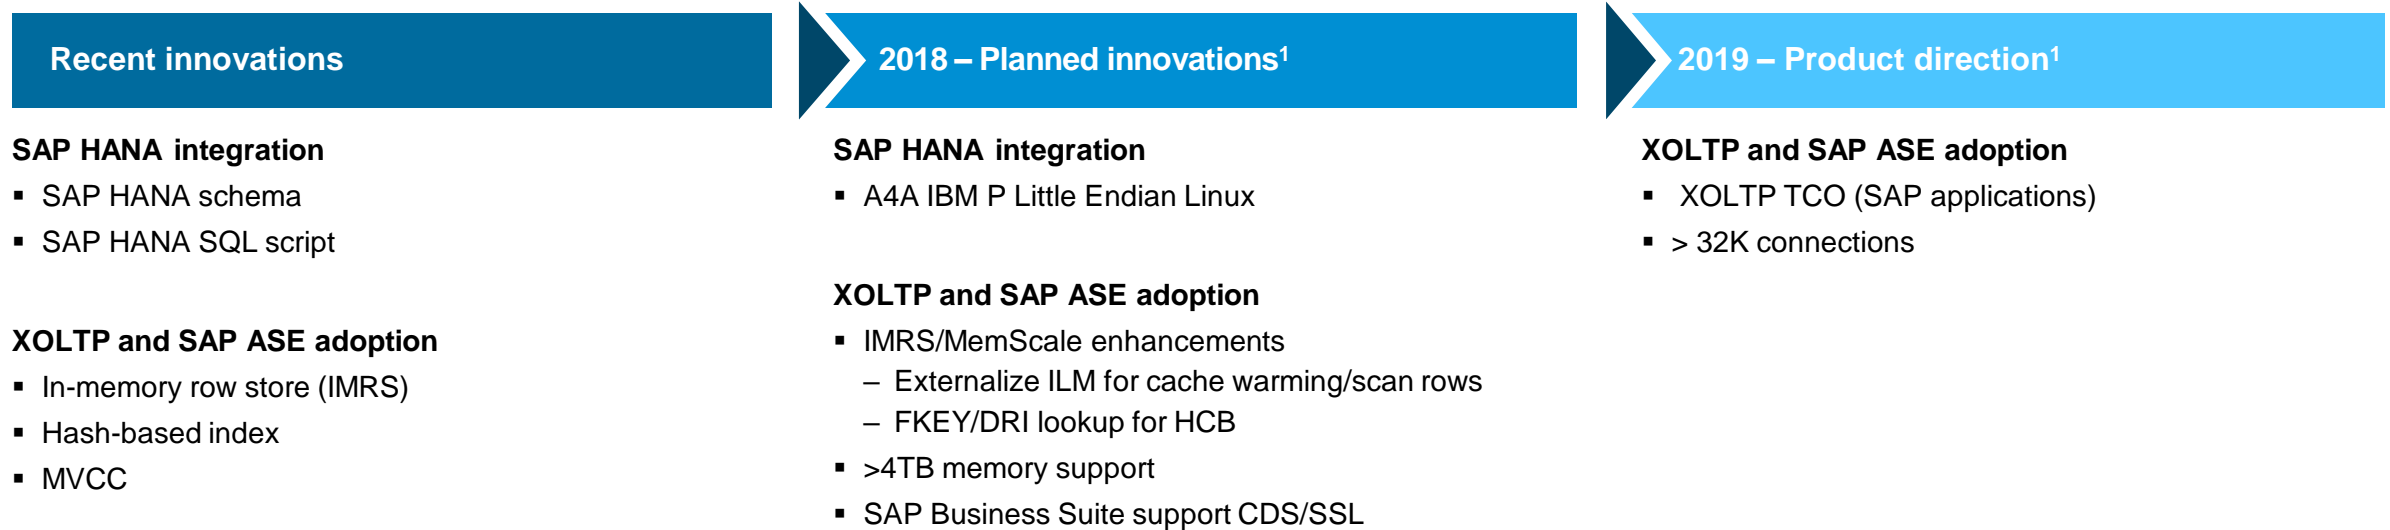 Recent innovations
SAP HANA integration
▪ SAP HANA schema
▪ SAP HANA SQL script
XOLTP and SAP ASE adoption
▪ In-memory row store (IMRS)
▪ Hash-based index
▪ MVCC
2018 – Planned innovations¹
SAP HANA integration
▪ A4A IBM P Little Endian Linux
XOLTP and SAP ASE adoption
▪ IMRS/MemScale enhancements
– Externalize ILM for cache warming/scan rows
– FKEY/DRI lookup for HCB
▪ >4TB memory support
▪ SAP Business Suite support CDS/SSL
2019 – Product direction¹
XOLTP and SAP ASE adoption
▪ XOLTP TCO (SAP applications)
▪ > 32K connections